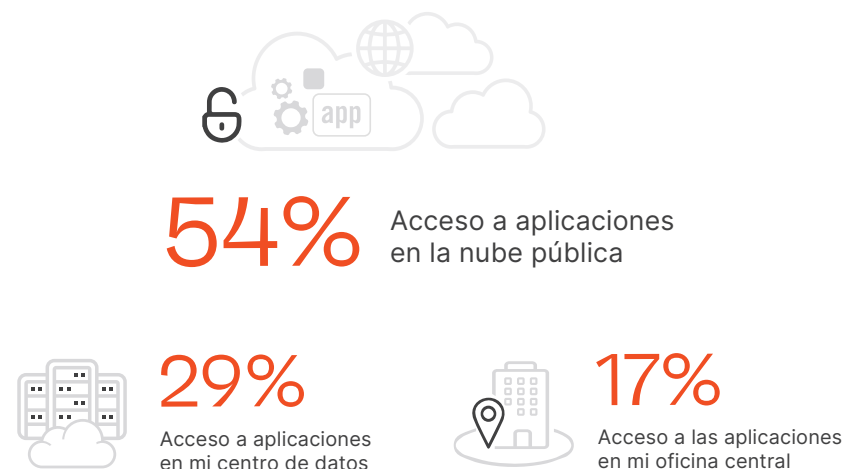 app
54%
Acceso a aplicaciones
en la nube pública
29%
Acceso a aplicaciones
en mi centro de datos
17%
Acceso a las aplicaciones
en mi oficina central